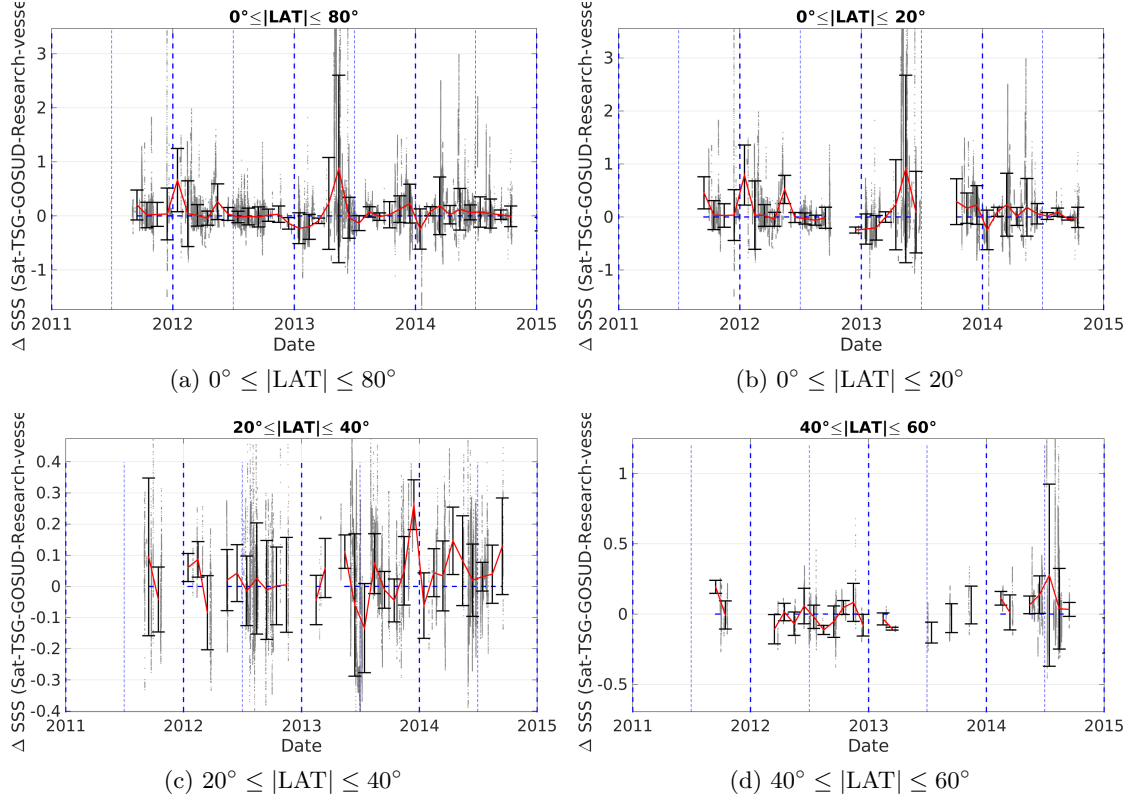 0°≤|LAT|≤ 80°
Δ SSS (Sat-TSG-GOSUD-Research-vesse
3
2
1
0
-1
2011 2012 2013 2014 2015
Date
(a) 0° ≤ |LAT| ≤ 80°
0°≤|LAT|≤ 20°
Δ SSS (Sat-TSG-GOSUD-Research-vesse
3
2
1
0
-1
2011 2012 2013 2014 2015
Date
(b) 0° ≤ |LAT| ≤ 20°
20°≤|LAT|≤ 40°
Δ SSS (Sat-TSG-GOSUD-Research-vesse
0.4
0.3
0.2
0.1
0
-0.1
-0.2
-0.3
-0.4
2011 2012 2013 2014 2015
Date
(c) 20° ≤ |LAT| ≤ 40°
40°≤|LAT|≤ 60°
Δ SSS (Sat-TSG-GOSUD-Research-vesse
1
0.5
0
-0.5
2011 2012 2013 2014 2015
Date
(d) 40° ≤ |LAT| ≤ 60°